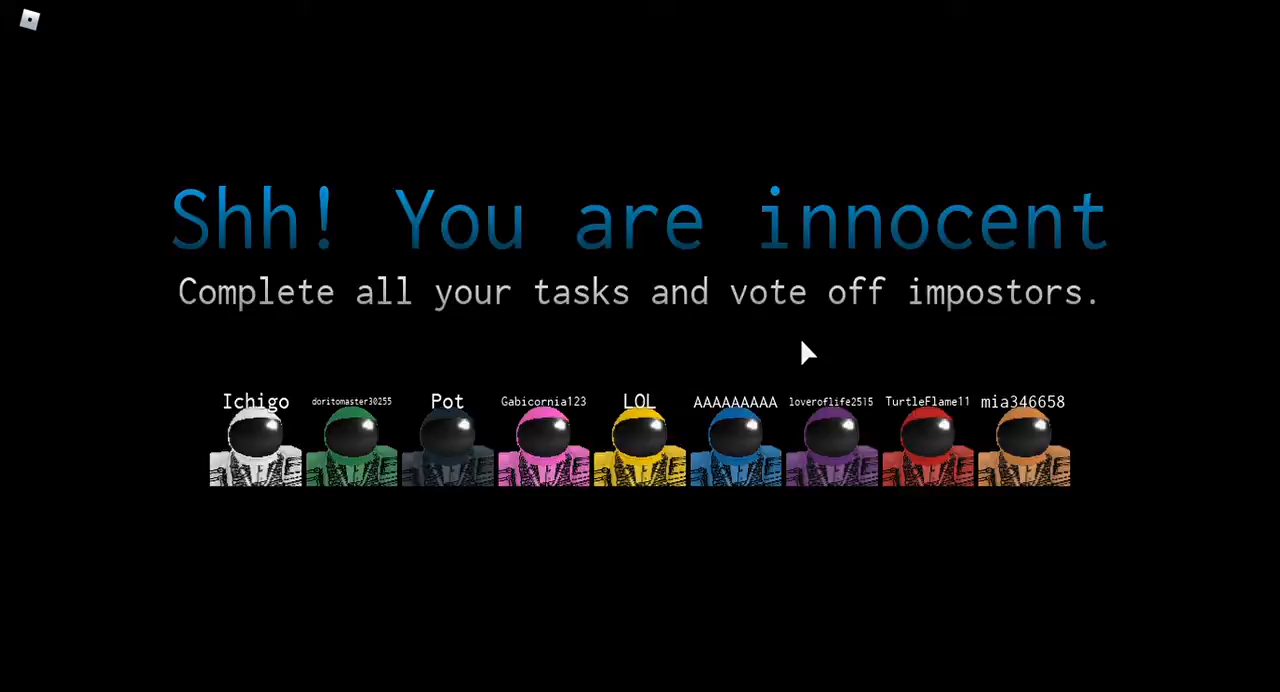 Shh! You are innocent
Complete all your tasks and vote off impostors.
Ichigo doritomaster30255 Pot Gabicornia123 LOL AAAAAAAAA loveroflife2515 TurtleFlame11 mia346658